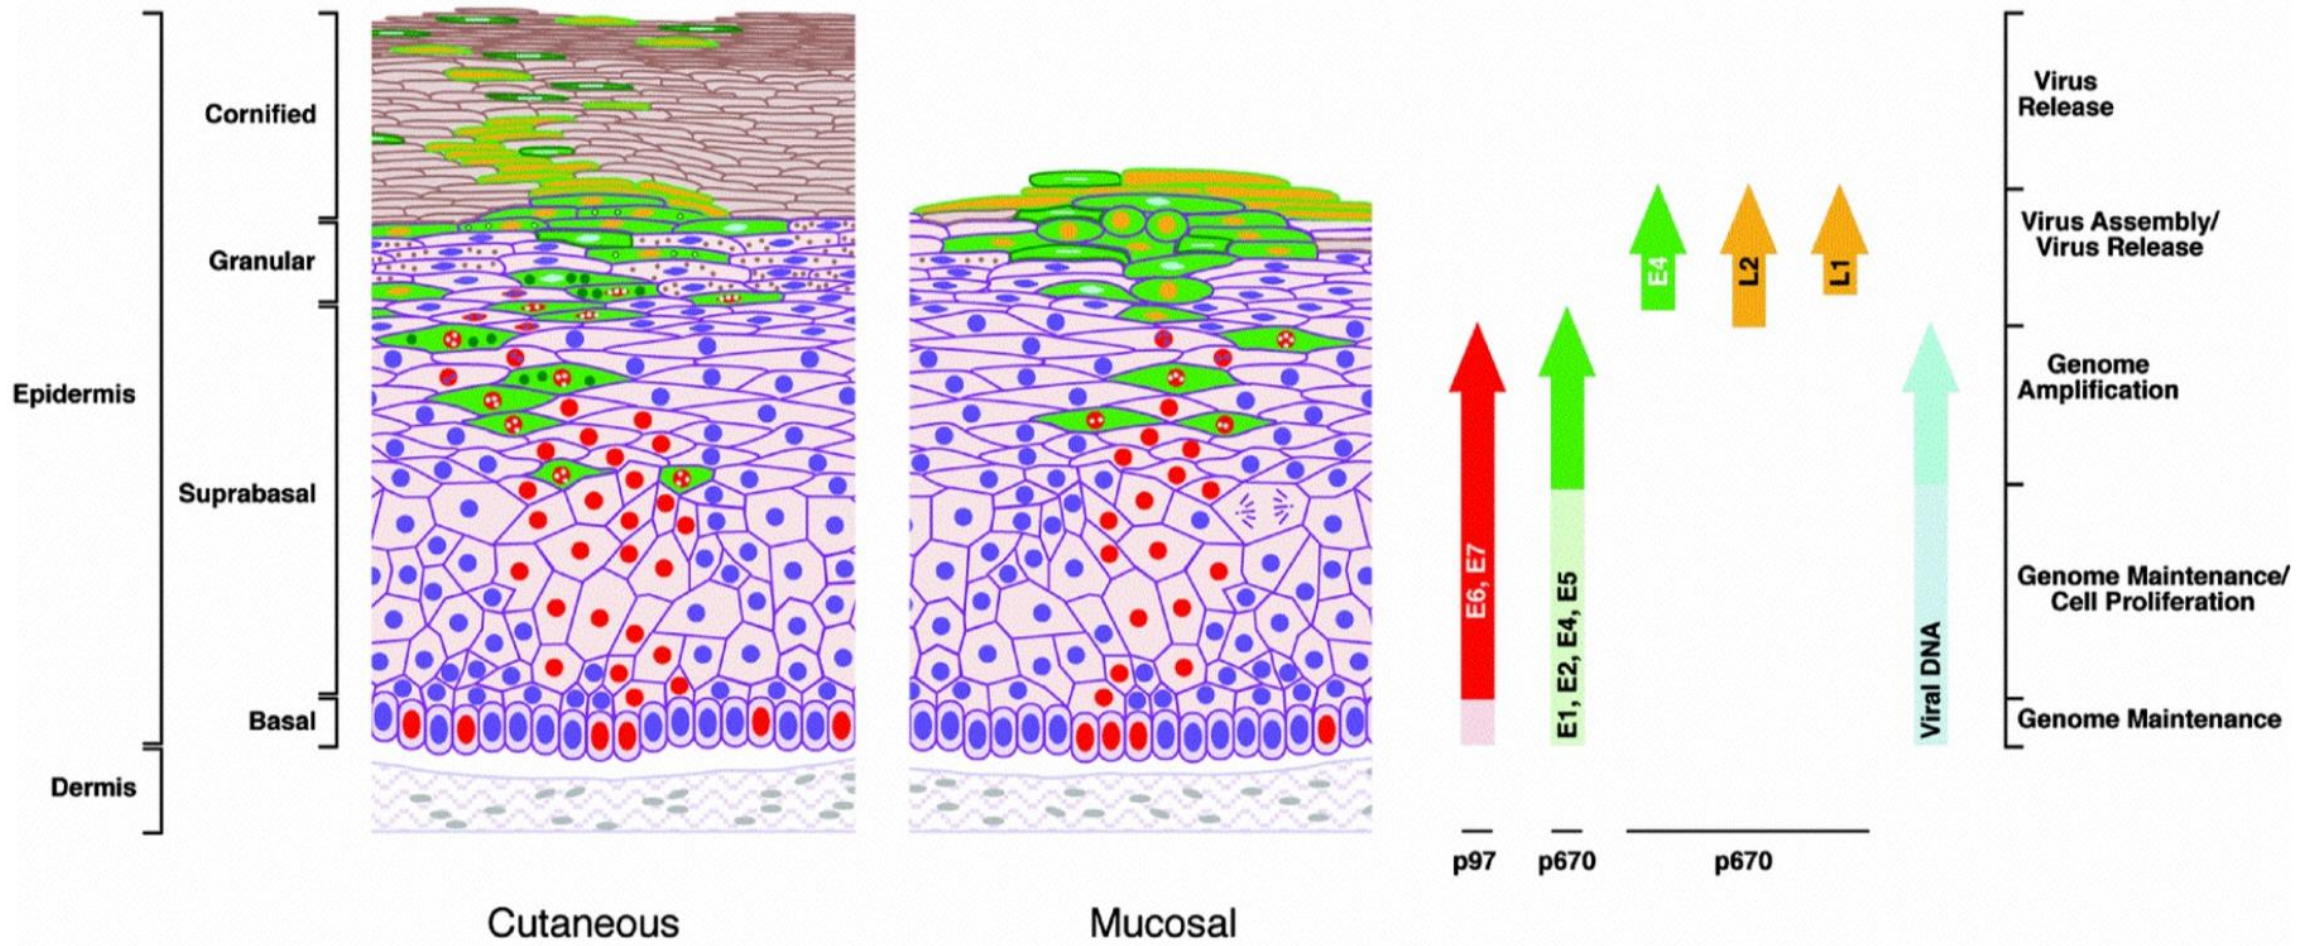 Epidermis
Dermis
Cornified
Granular
Suprabasal
Basal
Cutaneous
Mucosal
E6, E7
E1, E2, E4, E5
E4
L2
L1
Viral DNA
p97
p670
p670
Virus
Release
Virus Assembly/
Virus Release
Genome
Amplification
Genome Maintenance/
Cell Proliferation
Genome Maintenance